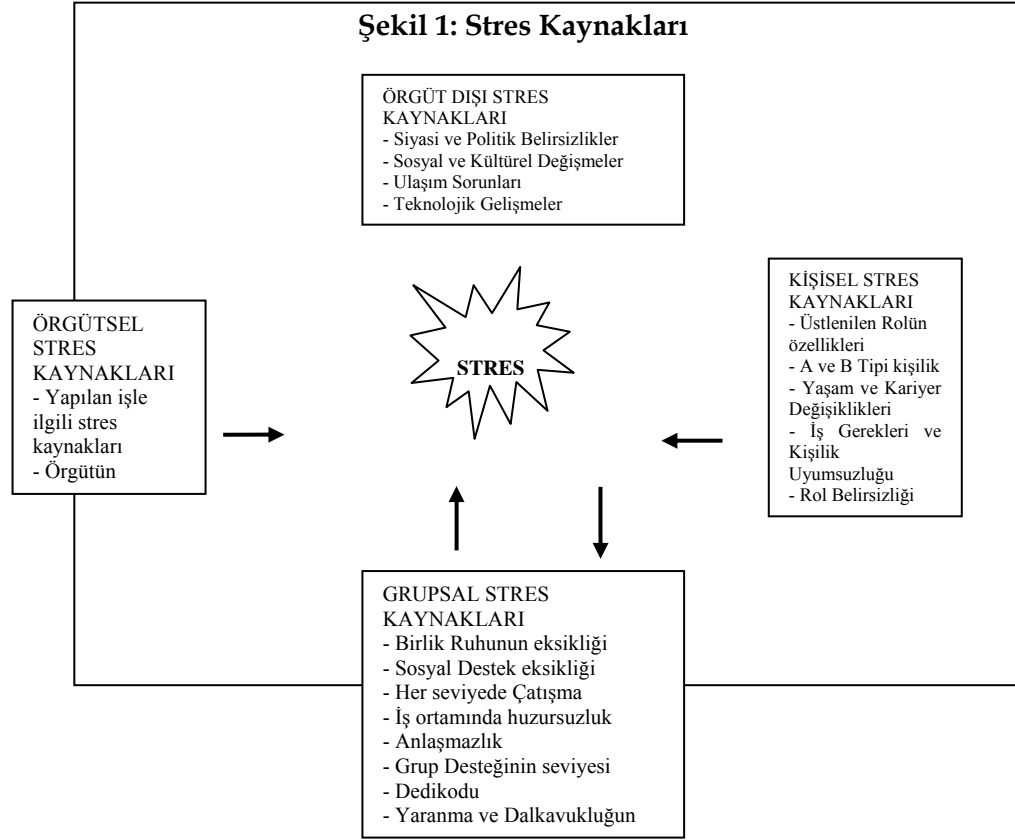 Şekil 1: Stres Kaynakları
ÖRGÜT DIŞI STRES
KAYNAKLARI
- Siyasi ve Politik Belirsizlikler
- Sosyal ve Kültürel Değişmeler
- Ulaşım Sorunları
- Teknolojik Gelişmeler
ÖRGÜTSEL
STRES
KAYNAKLARI
- Yapılan işle
ilgili stres
kaynakları
- Örgütün
STRES
KİŞİSEL STRES
KAYNAKLARI
- Üstlenilen Rolün
özellikleri
- A ve B Tipi kişilik
- Yaşam ve Kariyer
Değişiklikleri
- İş Gerekleri ve
Kişilik
Uyumsuzluğu
- Rol Belirsizliği
GRUPSAL STRES
KAYNAKLARI
- Birlik Ruhunun eksikliği
- Sosyal Destek eksikliği
- Her seviyede Çatışma
- İş ortamında huzursuzluk
- Anlaşmazlık
- Grup Desteğinin seviyesi
- Dedikodu
- Yaranma ve Dalkavukluğun